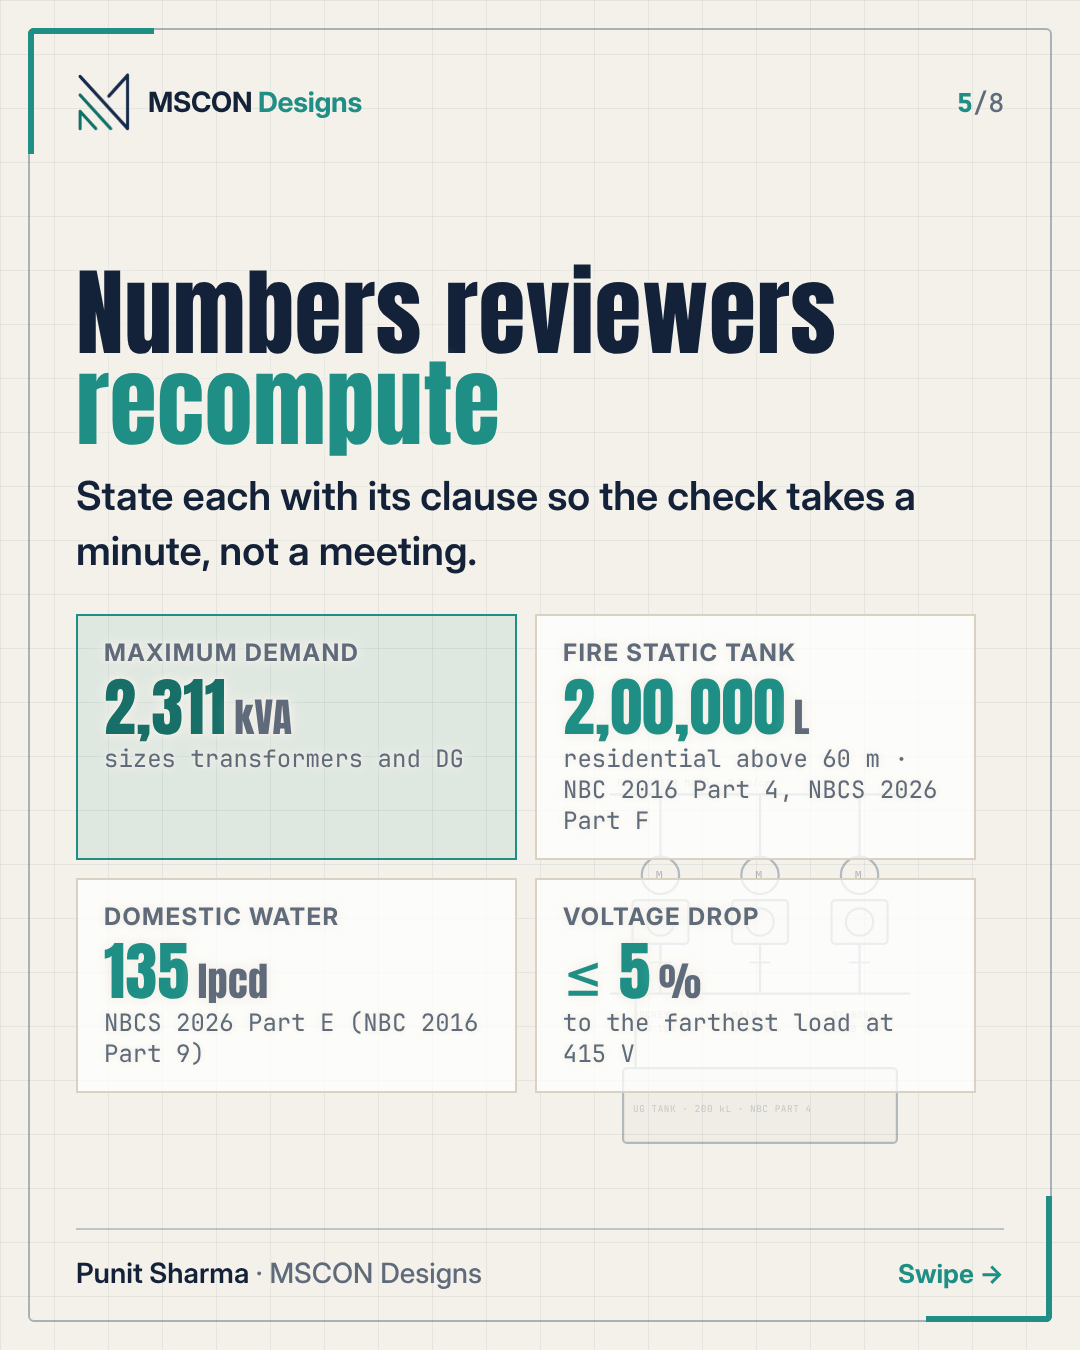 MSCON Designs
5/8
Numbers reviewers
recompute
State each with its clause so the check takes a
minute, not a meeting.
MAXIMUM DEMAND
2,311 kVA
sizes transformers and DG
FIRE STATIC TANK
2,00,000 L
residential above 60 m ·
NBC 2016 Part 4, NBCS 2026
Part F
M M M
DOMESTIC WATER
135 lpcd
NBCS 2026 Part E (NBC 2016
Part 9)
VOLTAGE DROP
≤ 5 %
to the farthest load at
415 V
UG TANK · 200 kL · NBC PART 4
Punit Sharma · MSCON Designs
Swipe →